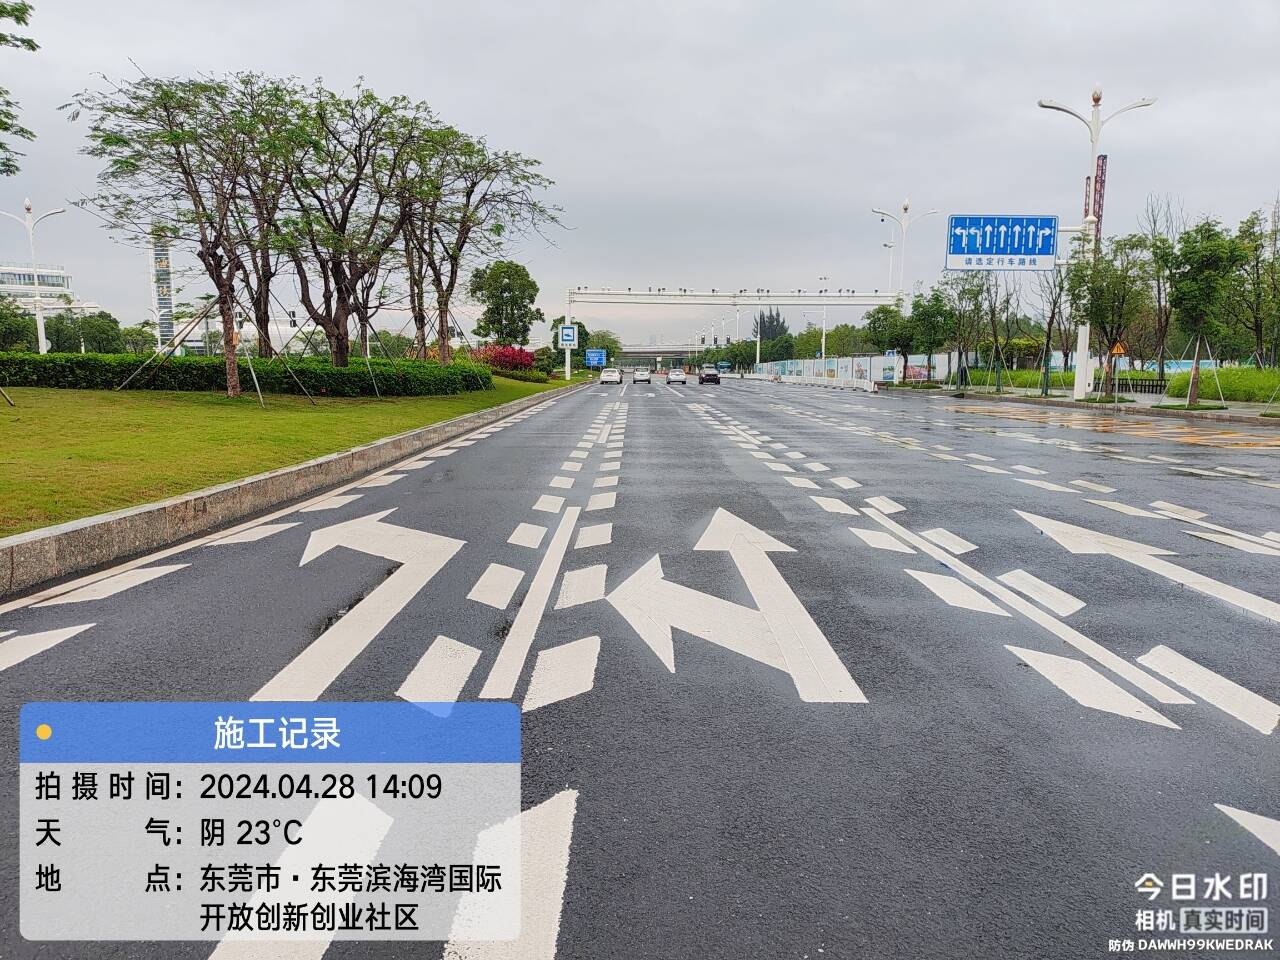 请选定行车路线
施工记录
拍摄时间：2024.04.28 14:09
天气：阴 23°C
地点：东莞市·东莞滨海湾国际
开放创新创业社区
今日水印
相机 真实时间
防伪 DAWWH99KWEDRAK